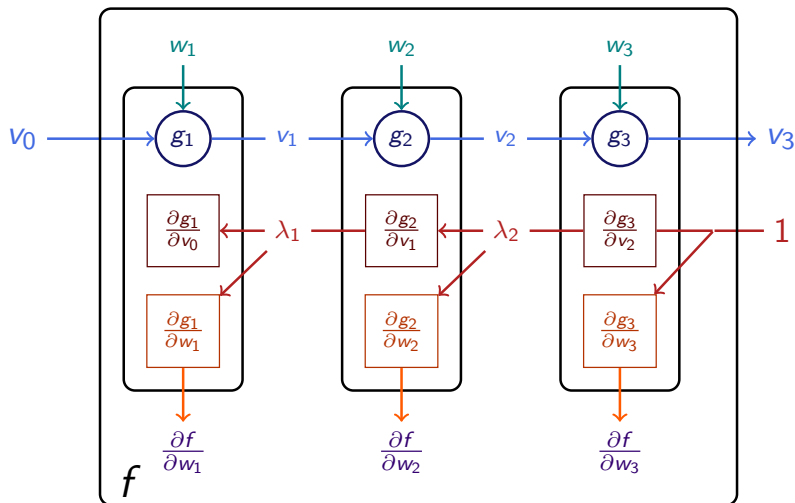 w₁ w₂ w₃
v₀ g₁ v₁ g₂ v₂ g₃ v₃
∂g₁/∂v₀ λ₁ ∂g₂/∂v₁ λ₂ ∂g₃/∂v₂ 1
∂g₁/∂w₁ ∂g₂/∂w₂ ∂g₃/∂w₃
∂f/∂w₁ ∂f/∂w₂ ∂f/∂w₃
f